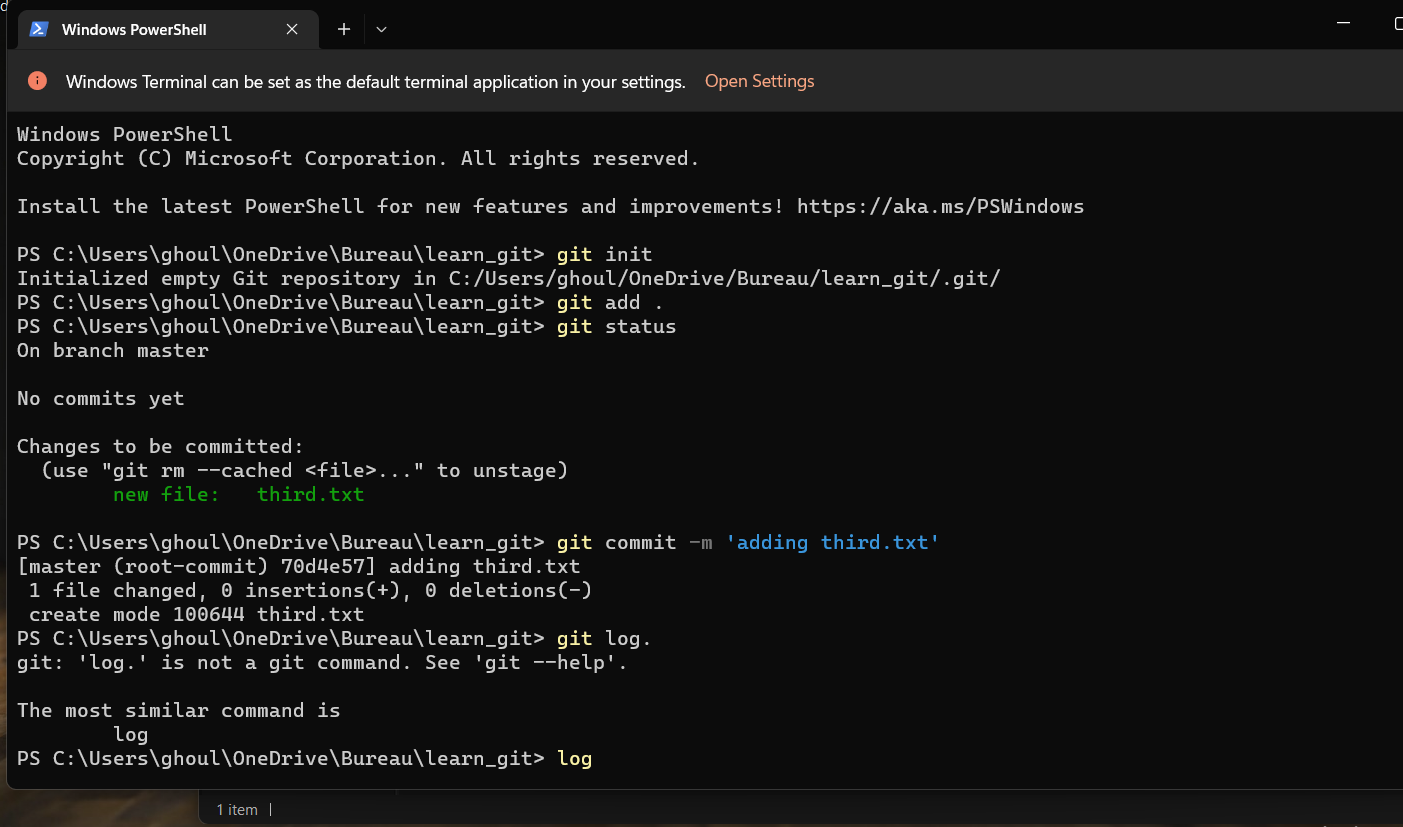 Windows PowerShell
Windows Terminal can be set as the default terminal application in your settings. Open Settings
Windows PowerShell
Copyright (C) Microsoft Corporation. All rights reserved.
Install the latest PowerShell for new features and improvements! https://aka.ms/PSWindows
PS C:\Users\ghoul\OneDrive\Bureau\learn_git> git init
Initialized empty Git repository in C:/Users/ghoul/OneDrive/Bureau/learn_git/.git/
PS C:\Users\ghoul\OneDrive\Bureau\learn_git> git add .
PS C:\Users\ghoul\OneDrive\Bureau\learn_git> git status
On branch master
No commits yet
Changes to be committed:
  (use "git rm --cached <file>..." to unstage)
        new file:   third.txt
PS C:\Users\ghoul\OneDrive\Bureau\learn_git> git commit -m 'adding third.txt'
[master (root-commit) 70d4e57] adding third.txt
 1 file changed, 0 insertions(+), 0 deletions(-)
 create mode 100644 third.txt
PS C:\Users\ghoul\OneDrive\Bureau\learn_git> git log.
git: 'log.' is not a git command. See 'git --help'.
The most similar command is
        log
PS C:\Users\ghoul\OneDrive\Bureau\learn_git> log
1 item